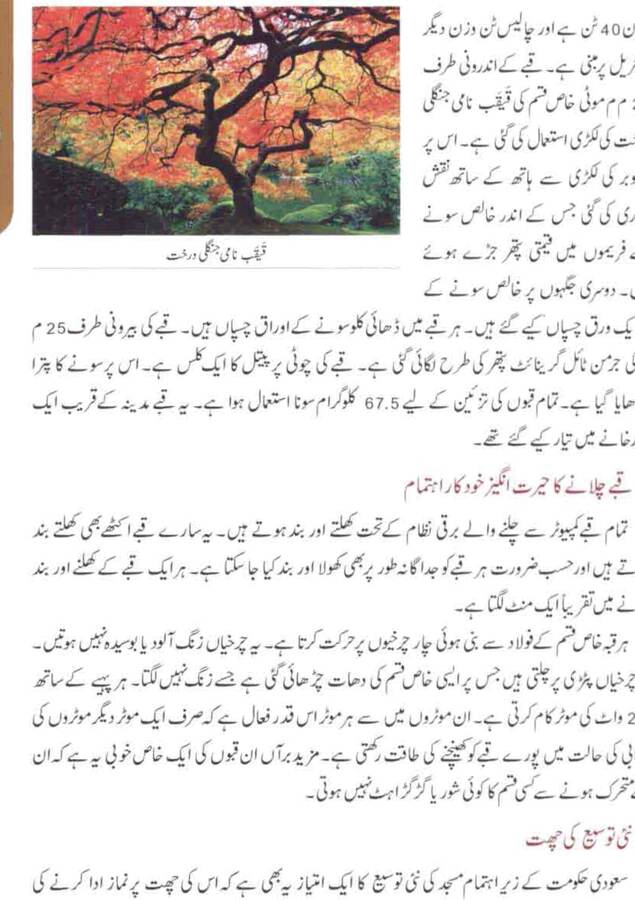 ن 40 ٹن ہے اور چالیس ٹن وزن دیگر
ٹریل پر مبنی ہے۔ قبے کے اندرونی طرف
م م موٹی خاص قسم کی قَیقَب نامی جنگلی
کی لکڑی استعمال کی گئی ہے۔ اس پر
وبر کی لکڑی سے ہاتھ کے ساتھ نقش
ری کی گئی جس کے اندر خالص سونے
فریموں میں قیمتی پتھر جڑے ہوئے
ں۔ دوسری جگہوں پر خالص سونے کے
قَیقَب نامی جنگلی درخت
یک ورق چسپاں کیے گئے ہیں۔ ہر قبے میں ڈھائی کلو سونے کے اوراق چسپاں ہیں۔ قبے کی بیرونی طرف 25 م
کی جرمن ٹائل گرینائٹ پتھر کی طرح لگائی گئی ہے۔ قبے کی چوٹی پر پیتل کا ایک کلس ہے۔ اس پر سونے کا پترا
ھایا گیا ہے۔ تمام قبوں کی تزئین کے لیے 67.5 کلوگرام سونا استعمال ہوا ہے۔ یہ قبے مدینہ کے قریب ایک
رخانے میں تیار کیے گئے تھے۔
قبے چلانے کا حیرت انگیز خودکار اہتمام
تمام قبے کمپیوٹر سے چلنے والے برقی نظام کے تحت کھلتے اور بند ہوتے ہیں۔ یہ سارے قبے اکٹھے بھی کھلتے بند
تے ہیں اور حسب ضرورت ہر قبے کو جداگانہ طور پر بھی کھولا اور بند کیا جا سکتا ہے۔ ہر ایک قبے کے کھلنے اور بند
نے میں تقریباً ایک منٹ لگتا ہے۔
ہر قبہ خاص قسم کے فولاد سے بنی ہوئی چار چرخیوں پر حرکت کرتا ہے۔ یہ چرخیاں زنگ آلود یا بوسیدہ نہیں ہوتیں۔
چرخیاں پٹڑی پر چلتی ہیں جس پر ایسی خاص قسم کی دھات چڑھائی گئی ہے جسے زنگ نہیں لگتا۔ ہر پہیے کے ساتھ
2 واٹ کی موٹر کام کرتی ہے۔ ان موٹروں میں سے ہر موٹر اس قدر فعال ہے کہ صرف ایک موٹر دیگر موٹروں کی
ابی کی حالت میں پورے قبے کو کھینچنے کی طاقت رکھتی ہے۔ مزید برآں ان قبوں کی ایک خاص خوبی یہ ہے کہ ان
متحرک ہونے سے کسی قسم کا کوئی شور یا گڑگڑاہٹ نہیں ہوتی۔
نئی توسیع کی چھت
سعودی حکومت کے زیر اہتمام مسجد کی نئی توسیع کا ایک امتیاز یہ بھی ہے کہ اس کی چھت پر نماز ادا کرنے کی